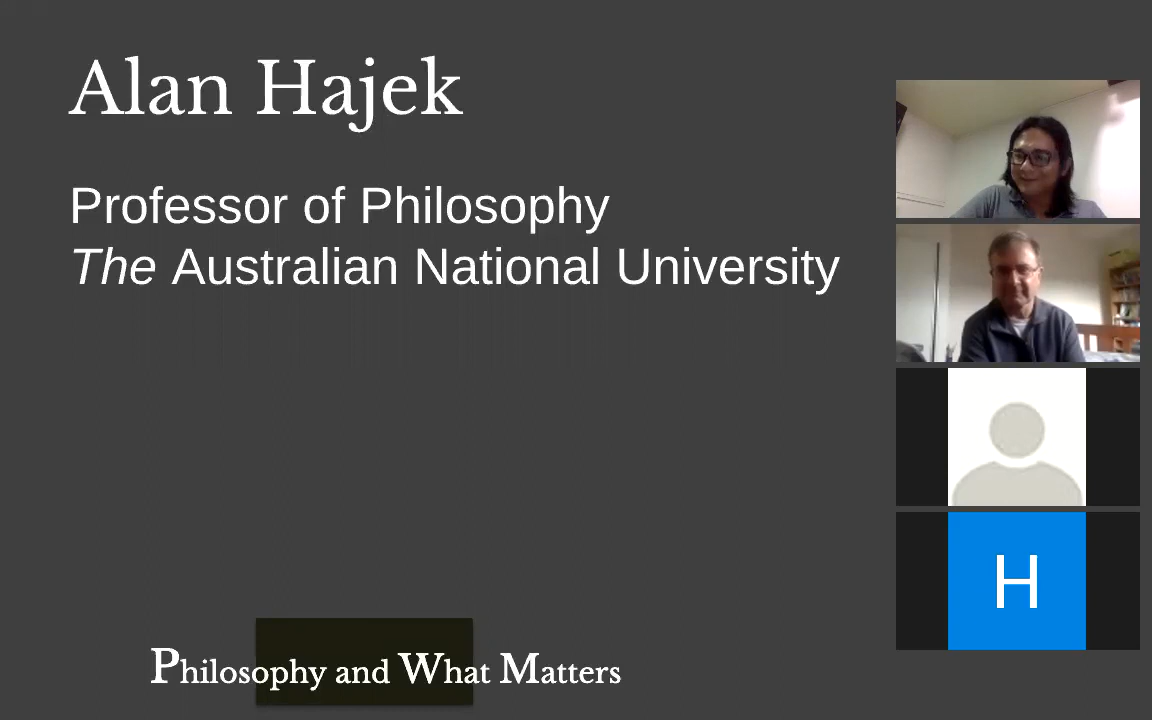 Alan Hajek
Professor of Philosophy
The Australian National University
H
Philosophy and What Matters